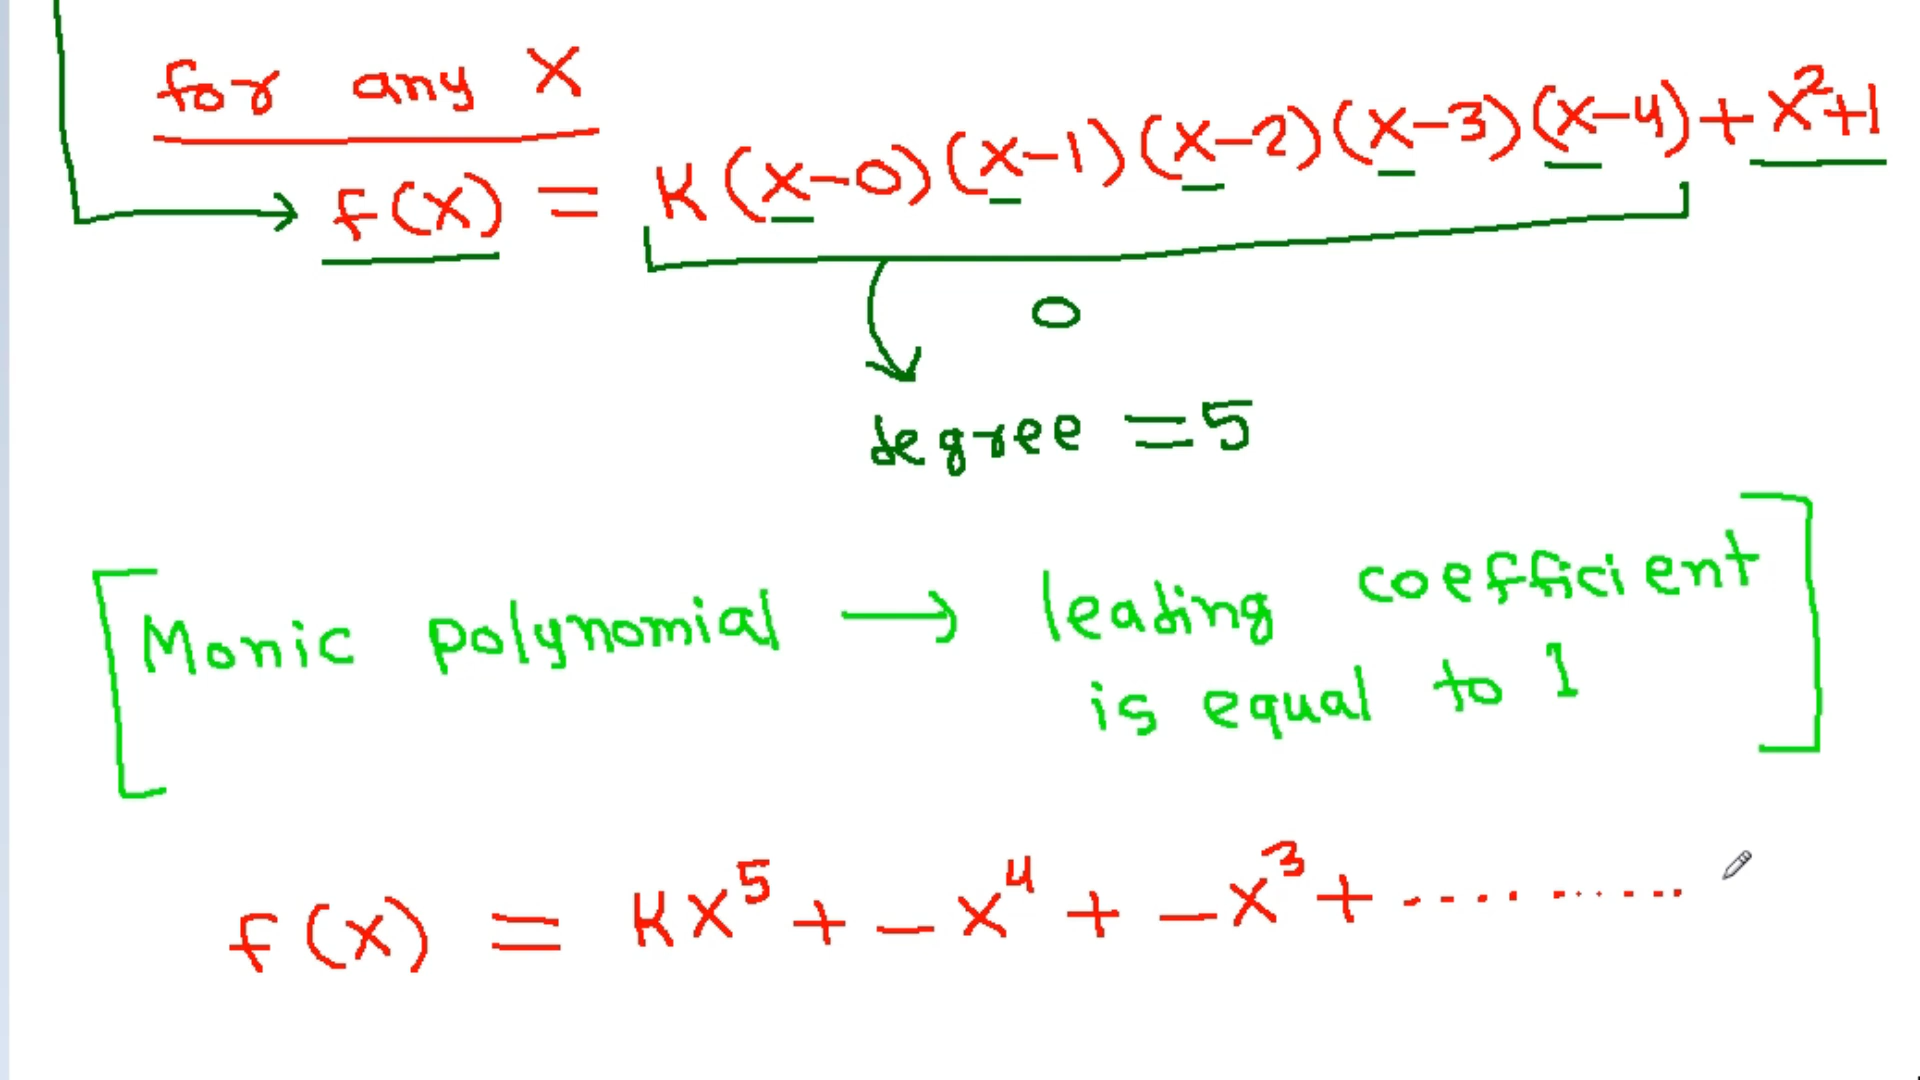 for any x
f(x) = K(x-0)(x-1)(x-2)(x-3)(x-4)+x²+1
0
degree =5
Monic polynomial → leading coefficient
is equal to 1
f(x) = Kx⁵ + _x⁴ + _x³ + ..........